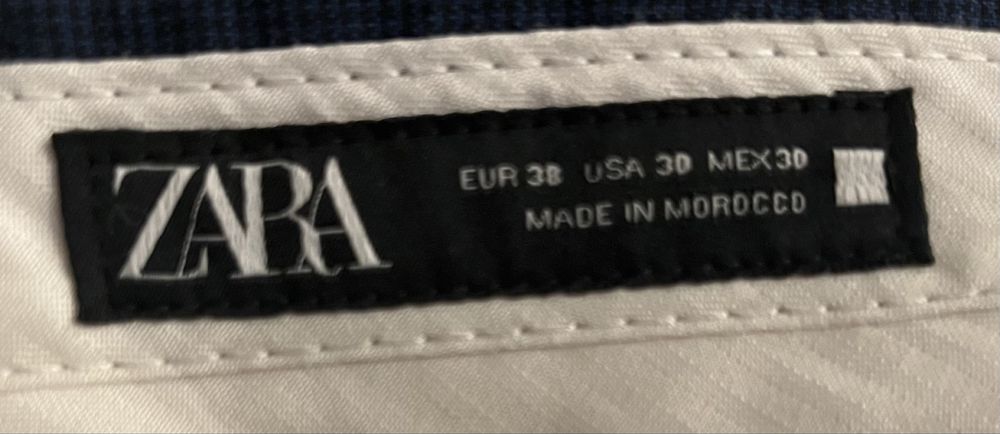 ZARA
EUR 38 USA 30 MEX 30
MADE IN MOROCCO